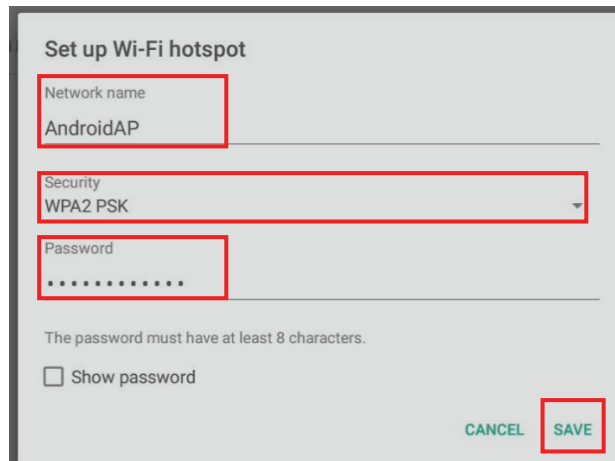 Set up Wi-Fi hotspot
Network name
AndroidAP
Security
WPA2 PSK
Password
••••••••••••
The password must have at least 8 characters.
Show password
CANCEL SAVE